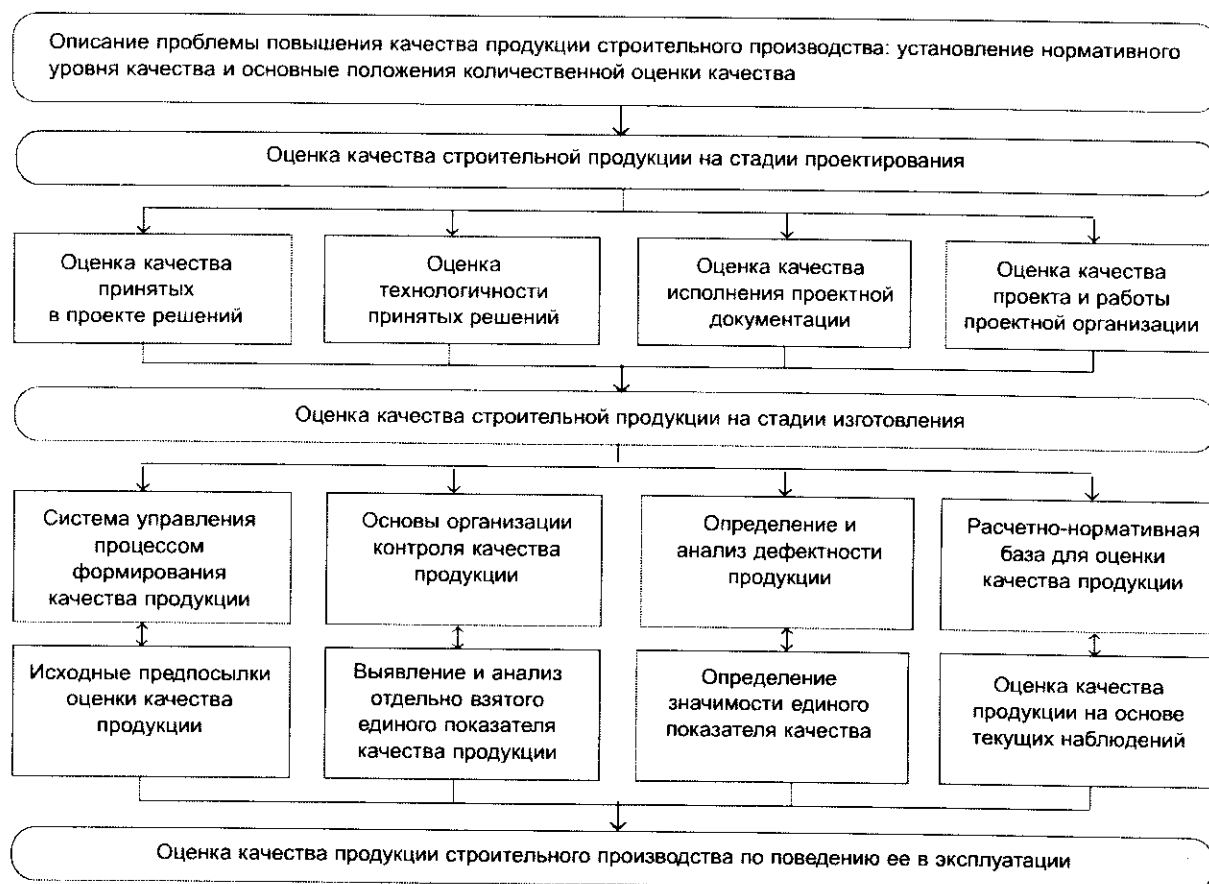 Описание проблемы повышения качества продукции строительного производства: установление нормативного
уровня качества и основные положения количественной оценки качества
Оценка качества строительной продукции на стадии проектирования
Оценка качества
принятых
в проекте решений
Оценка
технологичности
принятых решений
Оценка качества
исполнения проектной
документации
Оценка качества
проекта и работы
проектной организации
Оценка качества строительной продукции на стадии изготовления
Система управления
процессом
формирования
качества продукции
Основы организации
контроля качества
продукции
Определение и
анализ дефектности
продукции
Расчетно-нормативная
база для оценки
качества продукции
Исходные предпосылки
оценки качества
продукции
Выявление и анализ
отдельно взятого
единого показателя
качества продукции
Определение
значимости единого
показателя качества
Оценка качества
продукции на основе
текущих наблюдений
Оценка качества продукции строительного производства по поведению ее в эксплуатации